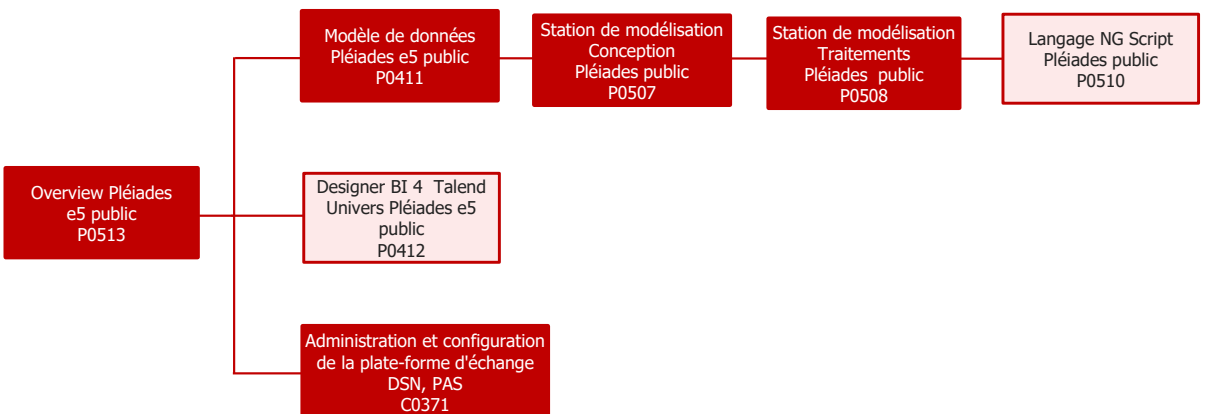 Modèle de données
Pléiades e5 public
P0411
Station de modélisation
Conception
Pléiades public
P0507
Station de modélisation
Traitements
Pléiades public
P0508
Langage NG Script
Pléiades public
P0510
Overview Pléiades
e5 public
P0513
Designer BI 4 Talend
Univers Pléiades e5
public
P0412
Administration et configuration
de la plate-forme d'échange
DSN, PAS
C0371